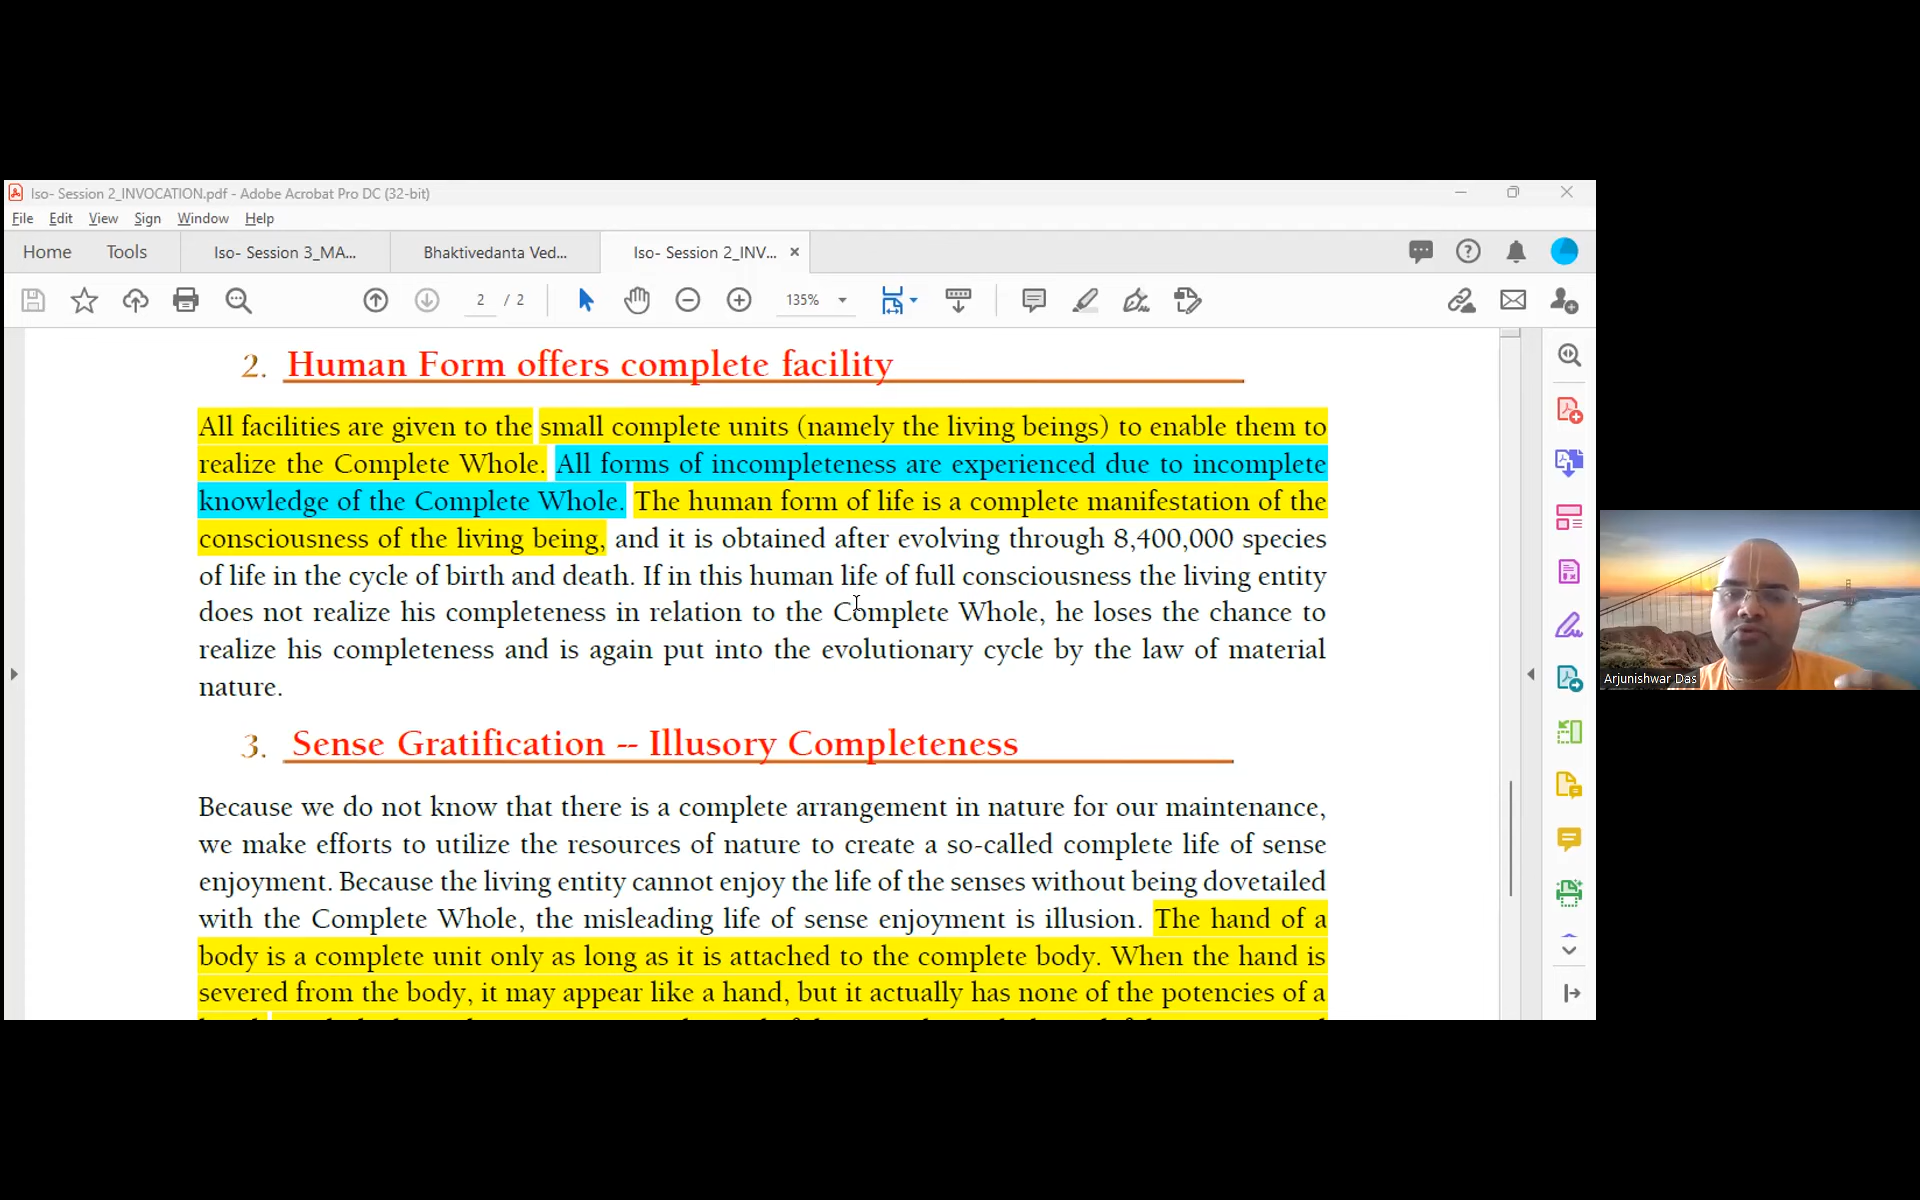 Iso- Session 2_INVOCATION.pdf - Adobe Acrobat Pro DC (32-bit)
File Edit View Sign Window Help
Home Tools Iso- Session 3_MA... Bhaktivedanta Ved... Iso- Session 2_INV...
2 / 2 135%
2. Human Form offers complete facility
All facilities are given to the small complete units (namely the living beings) to enable them to
realize the Complete Whole. All forms of incompleteness are experienced due to incomplete
knowledge of the Complete Whole. The human form of life is a complete manifestation of the
consciousness of the living being, and it is obtained after evolving through 8,400,000 species
of life in the cycle of birth and death. If in this human life of full consciousness the living entity
does not realize his completeness in relation to the Complete Whole, he loses the chance to
realize his completeness and is again put into the evolutionary cycle by the law of material
nature.
3. Sense Gratification -- Illusory Completeness
Because we do not know that there is a complete arrangement in nature for our maintenance,
we make efforts to utilize the resources of nature to create a so-called complete life of sense
enjoyment. Because the living entity cannot enjoy the life of the senses without being dovetailed
with the Complete Whole, the misleading life of sense enjoyment is illusion. The hand of a
body is a complete unit only as long as it is attached to the complete body. When the hand is
severed from the body, it may appear like a hand, but it actually has none of the potencies of a
Arjunishwar Das